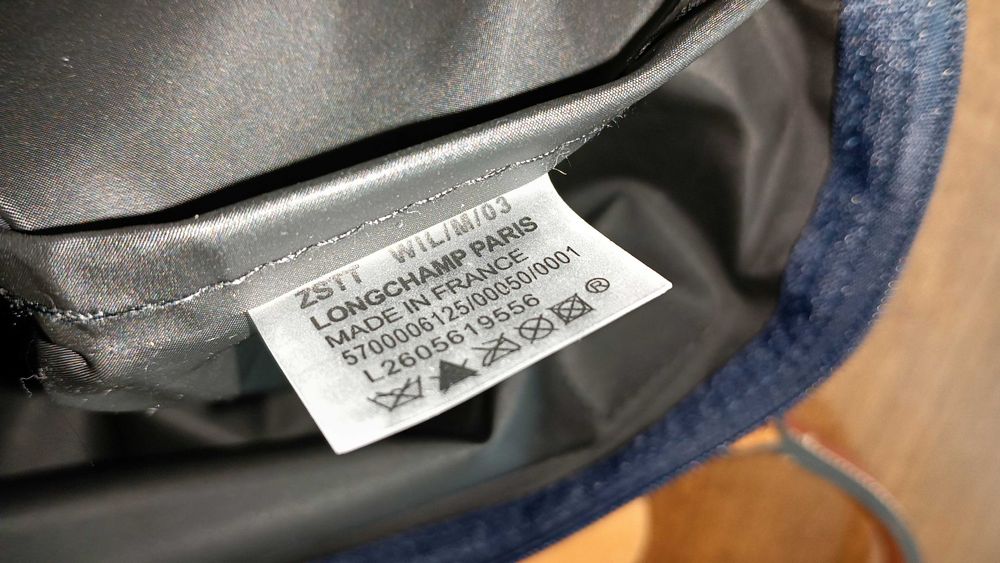 ZSTT WIL/M/03
LONGCHAMP PARIS
MADE IN FRANCE
5700006125/00050/0001
L2605619556
®